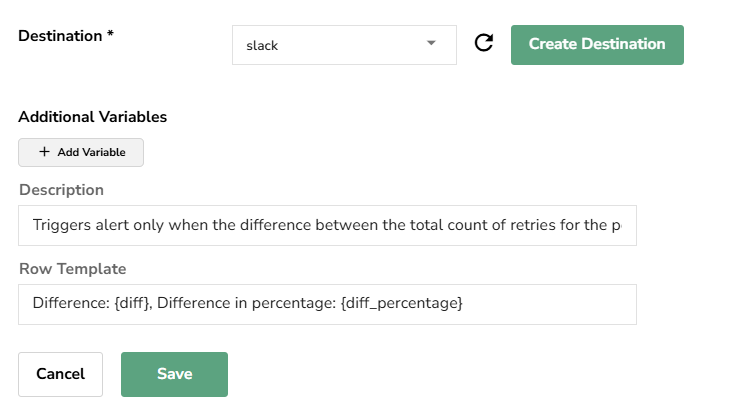 Destination *
slack
Create Destination
Additional Variables
+ Add Variable
Description
Triggers alert only when the difference between the total count of retries for the p
Row Template
Difference: {diff}, Difference in percentage: {diff_percentage}
Cancel
Save